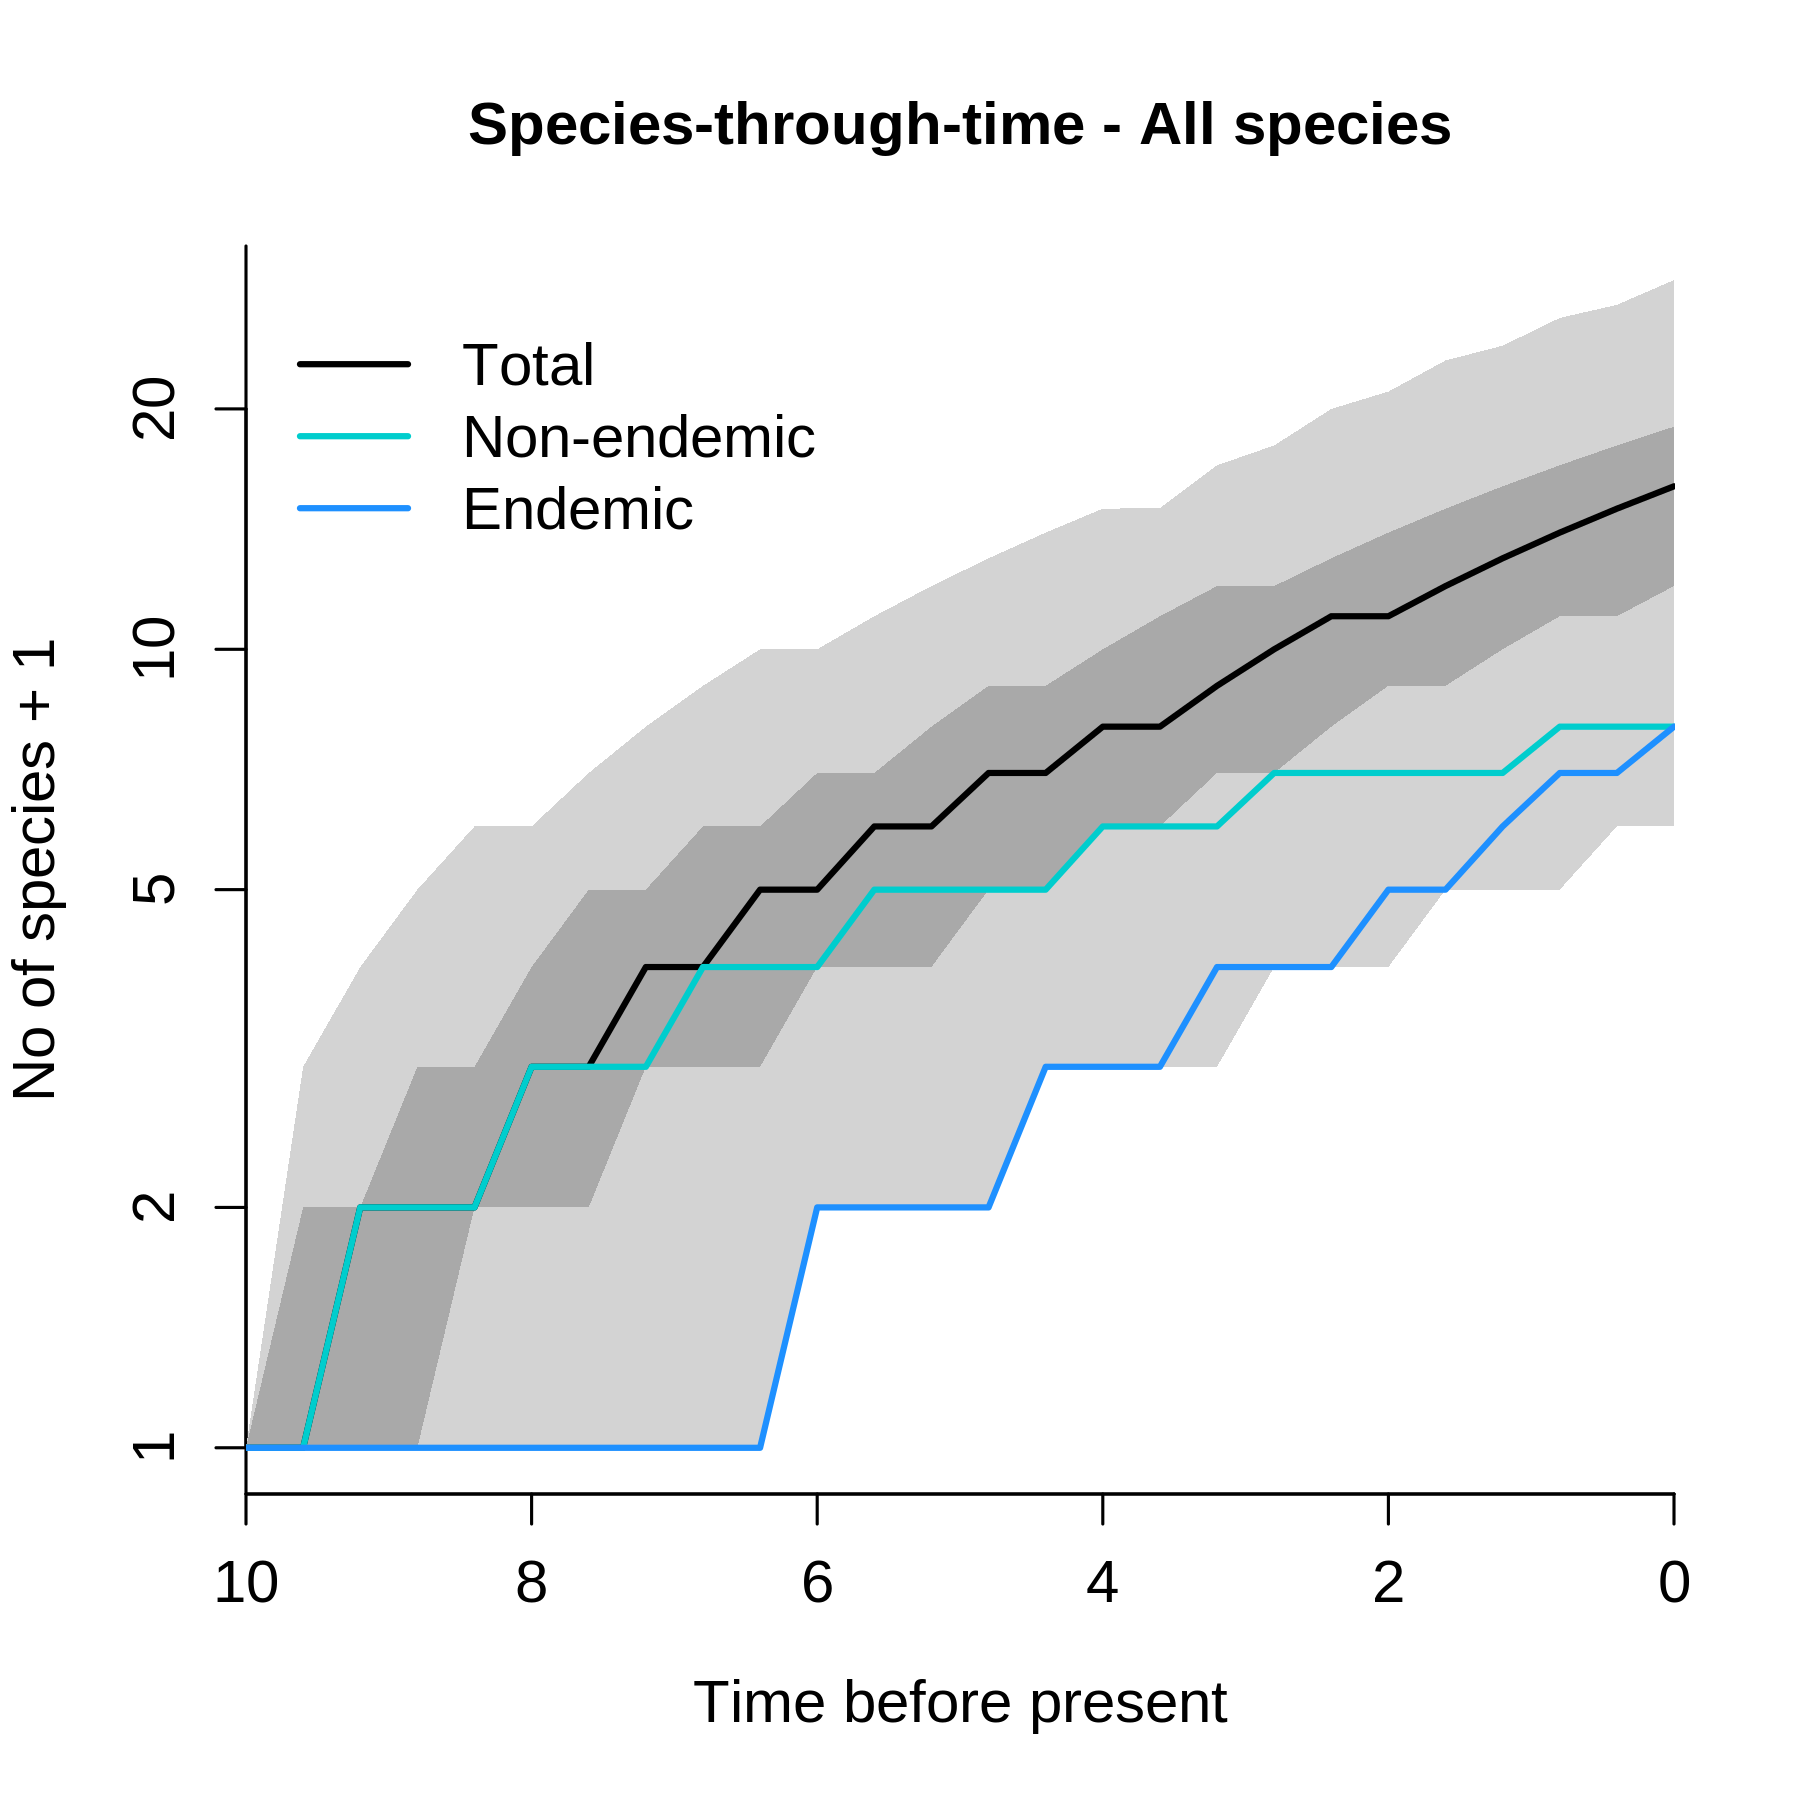 Species-through-time - All species
Total
Non-endemic
Endemic
No of species + 1
20
10
5
2
1
10 8 6 4 2 0
Time before present